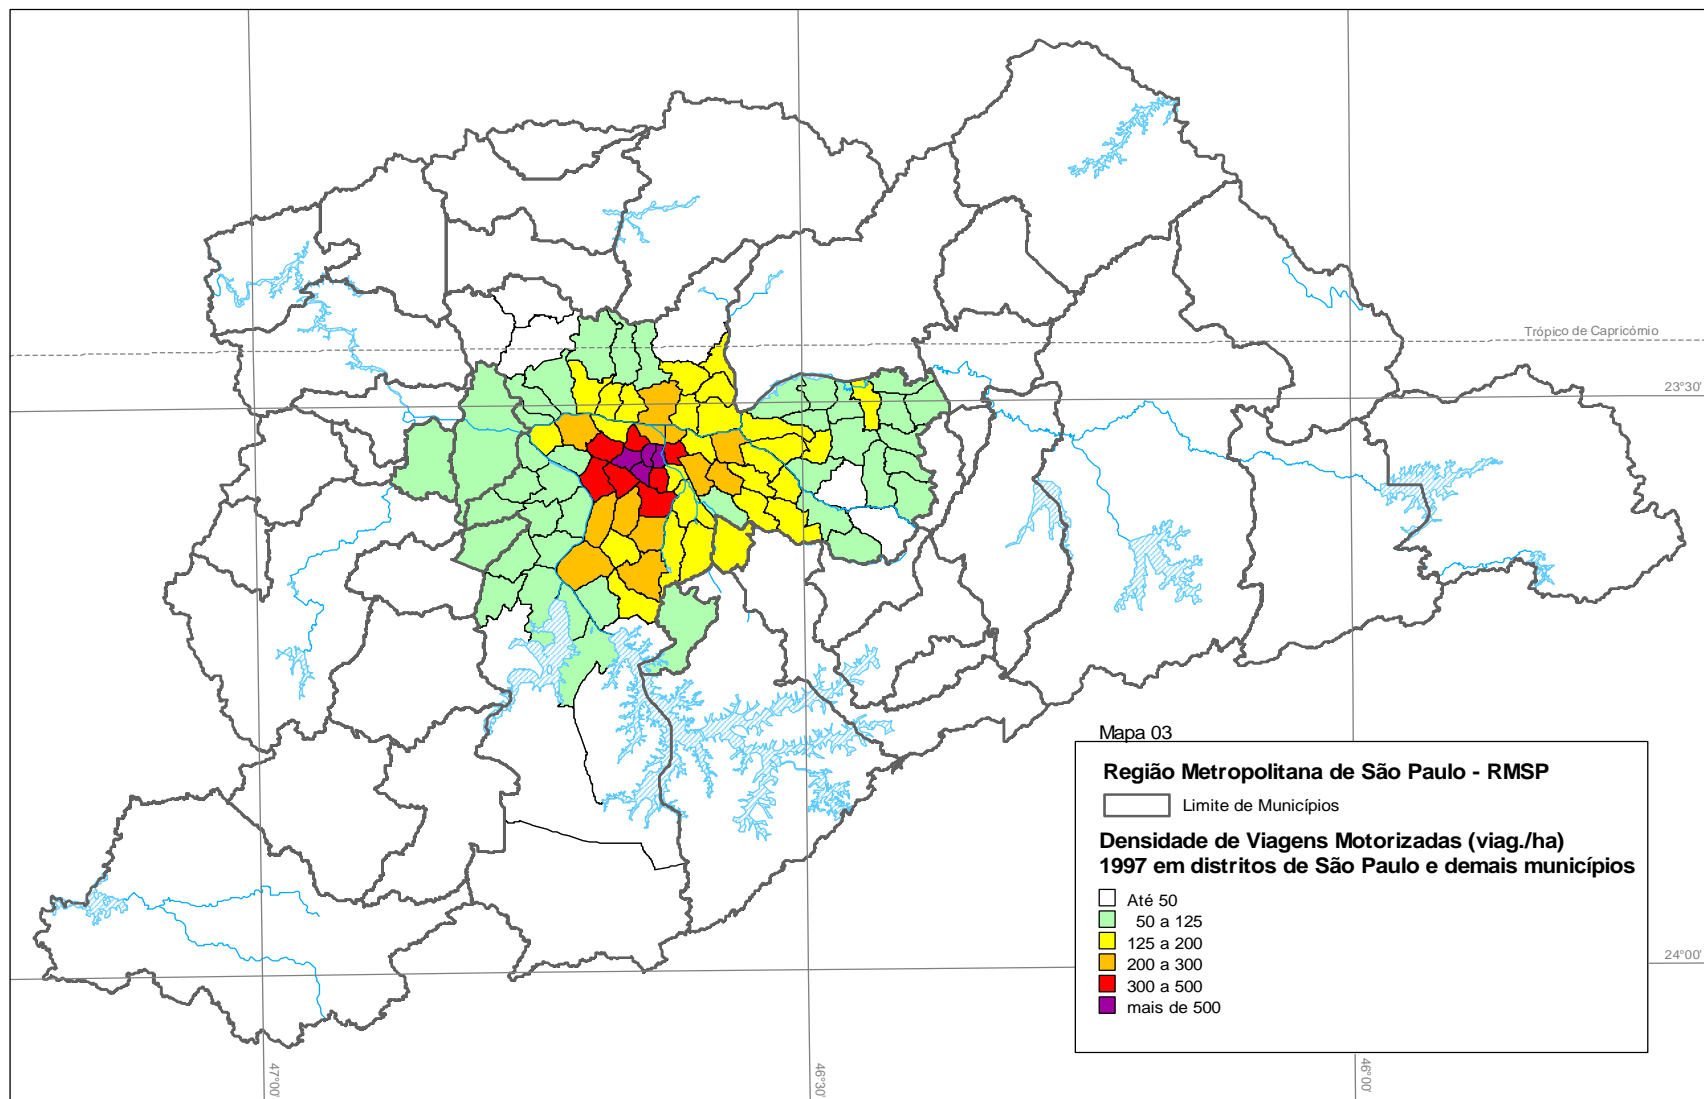 Trópico de Capricórnio
23°30'
Mapa 03
Região Metropolitana de São Paulo - RMSP
Limite de Municípios
Densidade de Viagens Motorizadas (viag./ha)
1997 em distritos de São Paulo e demais municípios
Até 50
50 a 125
125 a 200
200 a 300
300 a 500
mais de 500
24°00'
47°00'
46°30'
46°00'